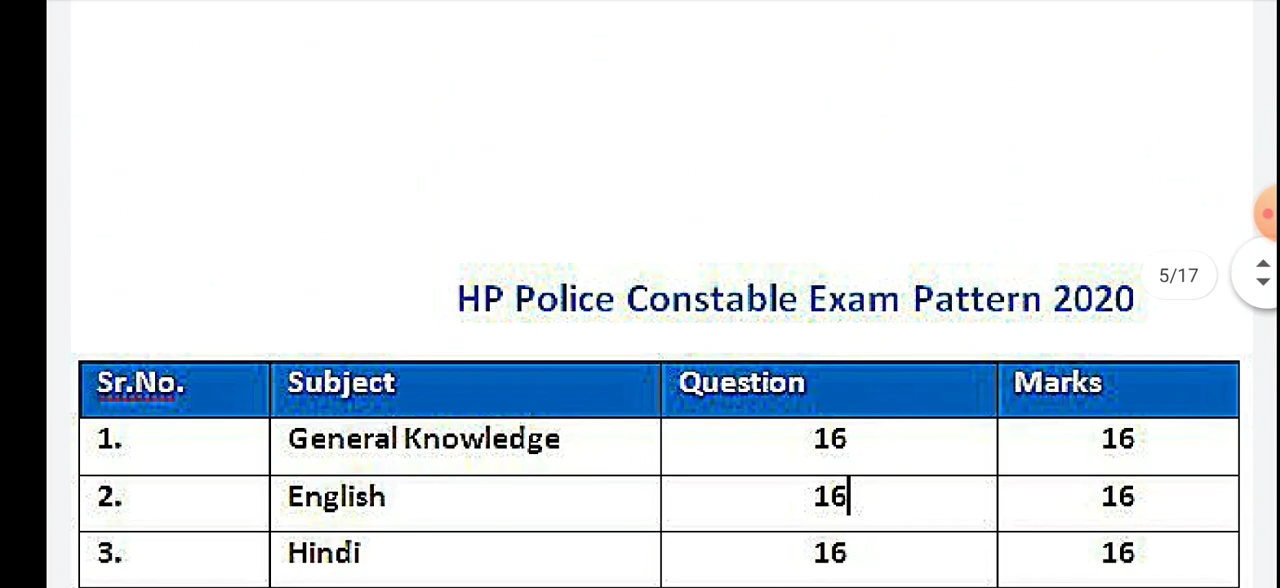 HP Police Constable Exam Pattern 2020
5/17
Sr.No. Subject Question Marks
1. General Knowledge 16 16
2. English 16 16
3. Hindi 16 16